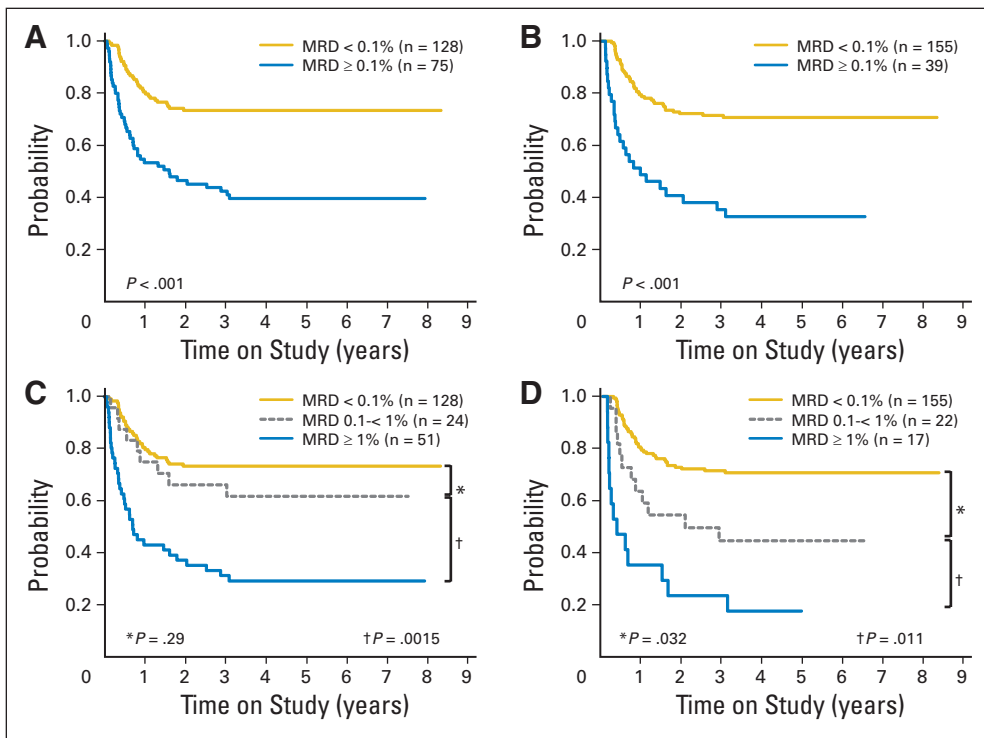 A
MRD < 0.1% (n = 128)
MRD ≥ 0.1% (n = 75)
Probability
1.0
0.8
0.6
0.4
0.2
P < .001
0 1 2 3 4 5 6 7 8 9
Time on Study (years)
B
MRD < 0.1% (n = 155)
MRD ≥ 0.1% (n = 39)
Probability
1.0
0.8
0.6
0.4
0.2
P < .001
0 1 2 3 4 5 6 7 8 9
Time on Study (years)
C
MRD < 0.1% (n = 128)
MRD 0.1-< 1% (n = 24)
MRD ≥ 1% (n = 51)
Probability
1.0
0.8
0.6
0.4
0.2
*
†
*P = .29 †P = .0015
0 1 2 3 4 5 6 7 8 9
Time on Study (years)
D
MRD < 0.1% (n = 155)
MRD 0.1-< 1% (n = 22)
MRD ≥ 1% (n = 17)
Probability
1.0
0.8
0.6
0.4
0.2
*
†
*P = .032 †P = .011
0 1 2 3 4 5 6 7 8 9
Time on Study (years)